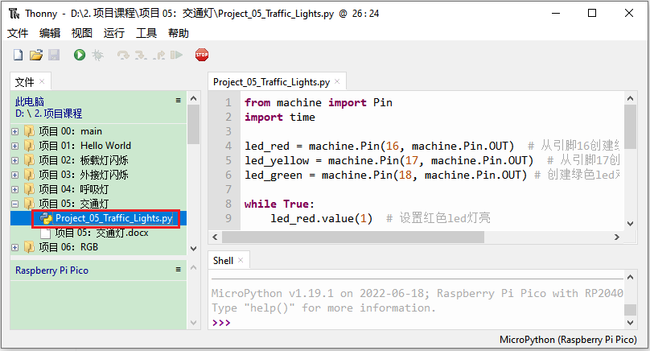 Thonny - D:\2.项目课程\项目 05：交通灯\Project_05_Traffic_Lights.py @ 26:24
文件 编辑 视图 运行 工具 帮助
STOP
文件
此电脑
D: \ 2.项目课程
项目 00：main
项目 01：Hello World
项目 02：板载灯闪烁
项目 03：外接灯闪烁
项目 04：呼吸灯
项目 05：交通灯
Project_05_Traffic_Lights.py
项目 05：交通灯.docx
项目 06：RGB
Raspberry Pi Pico
Project_05_Traffic_Lights.py
1 from machine import Pin
2 import time
3
4 led_red = machine.Pin(16, machine.Pin.OUT) # 从引脚16创建
5 led_yellow = machine.Pin(17, machine.Pin.OUT) # 从引脚17创
6 led_green = machine.Pin(18, machine.Pin.OUT) # 创建绿色led
7
8 while True:
9 led_red.value(1) # 设置红色led灯亮
Shell
MicroPython v1.19.1 on 2022-06-18; Raspberry Pi Pico with RP2040
Type "help()" for more information.
>>>
MicroPython (Raspberry Pi Pico)